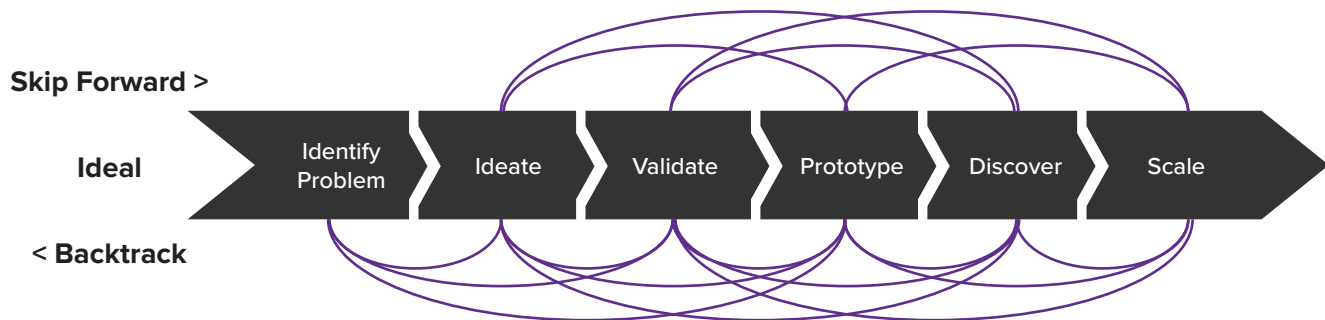 Skip Forward >
Ideal
Identify
Problem
Ideate
Validate
Prototype
Discover
Scale
< Backtrack